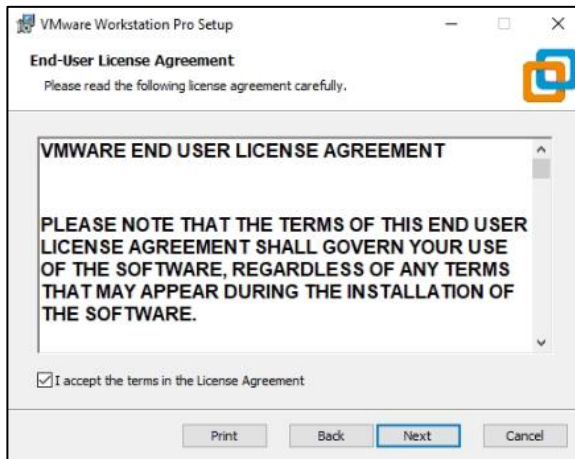 VMware Workstation Pro Setup
End-User License Agreement
Please read the following license agreement carefully.
VMWARE END USER LICENSE AGREEMENT
PLEASE NOTE THAT THE TERMS OF THIS END USER
LICENSE AGREEMENT SHALL GOVERN YOUR USE
OF THE SOFTWARE, REGARDLESS OF ANY TERMS
THAT MAY APPEAR DURING THE INSTALLATION OF
THE SOFTWARE.
I accept the terms in the License Agreement
Print Back Next Cancel